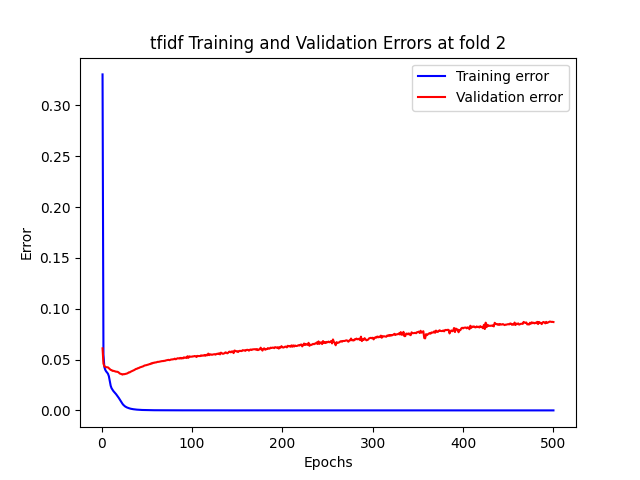 tfidf Training and Validation Errors at fold 2
Training error
Validation error
0.30
0.25
0.20
0.15
0.10
0.05
0.00
Error
0 100 200 300 400 500
Epochs